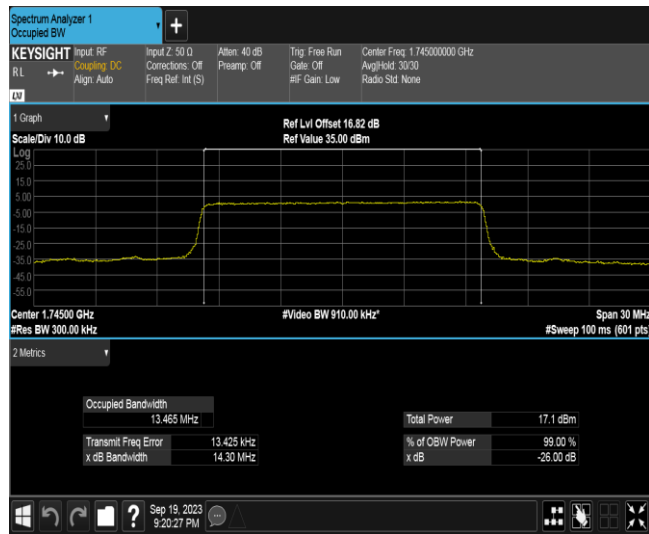 Spectrum Analyzer 1
Occupied BW
+
KEYSIGHT
RL
LXI
Input: RF
Coupling: DC
Align: Auto
Input Z: 50 Ω
Corrections: Off
Freq Ref: Int (S)
Atten: 40 dB
Preamp: Off
Trig: Free Run
Gate: Off
#IF Gain: Low
Center Freq: 1.745000000 GHz
Avg|Hold: 30/30
Radio Std: None
1 Graph
Scale/Div 10.0 dB
Ref Lvl Offset 16.82 dB
Ref Value 35.00 dBm
Log
25.0
15.0
5.00
-5.00
-15.0
-25.0
-35.0
-45.0
-55.0
Center 1.74500 GHz
#Res BW 300.00 kHz
#Video BW 910.00 kHz*
Span 30 MHz
#Sweep 100 ms (601 pts)
2 Metrics
Occupied Bandwidth
13.465 MHz
Transmit Freq Error 13.425 kHz
x dB Bandwidth 14.30 MHz
Total Power 17.1 dBm
% of OBW Power 99.00 %
x dB -26.00 dB
?
Sep 19, 2023
9:20:27 PM